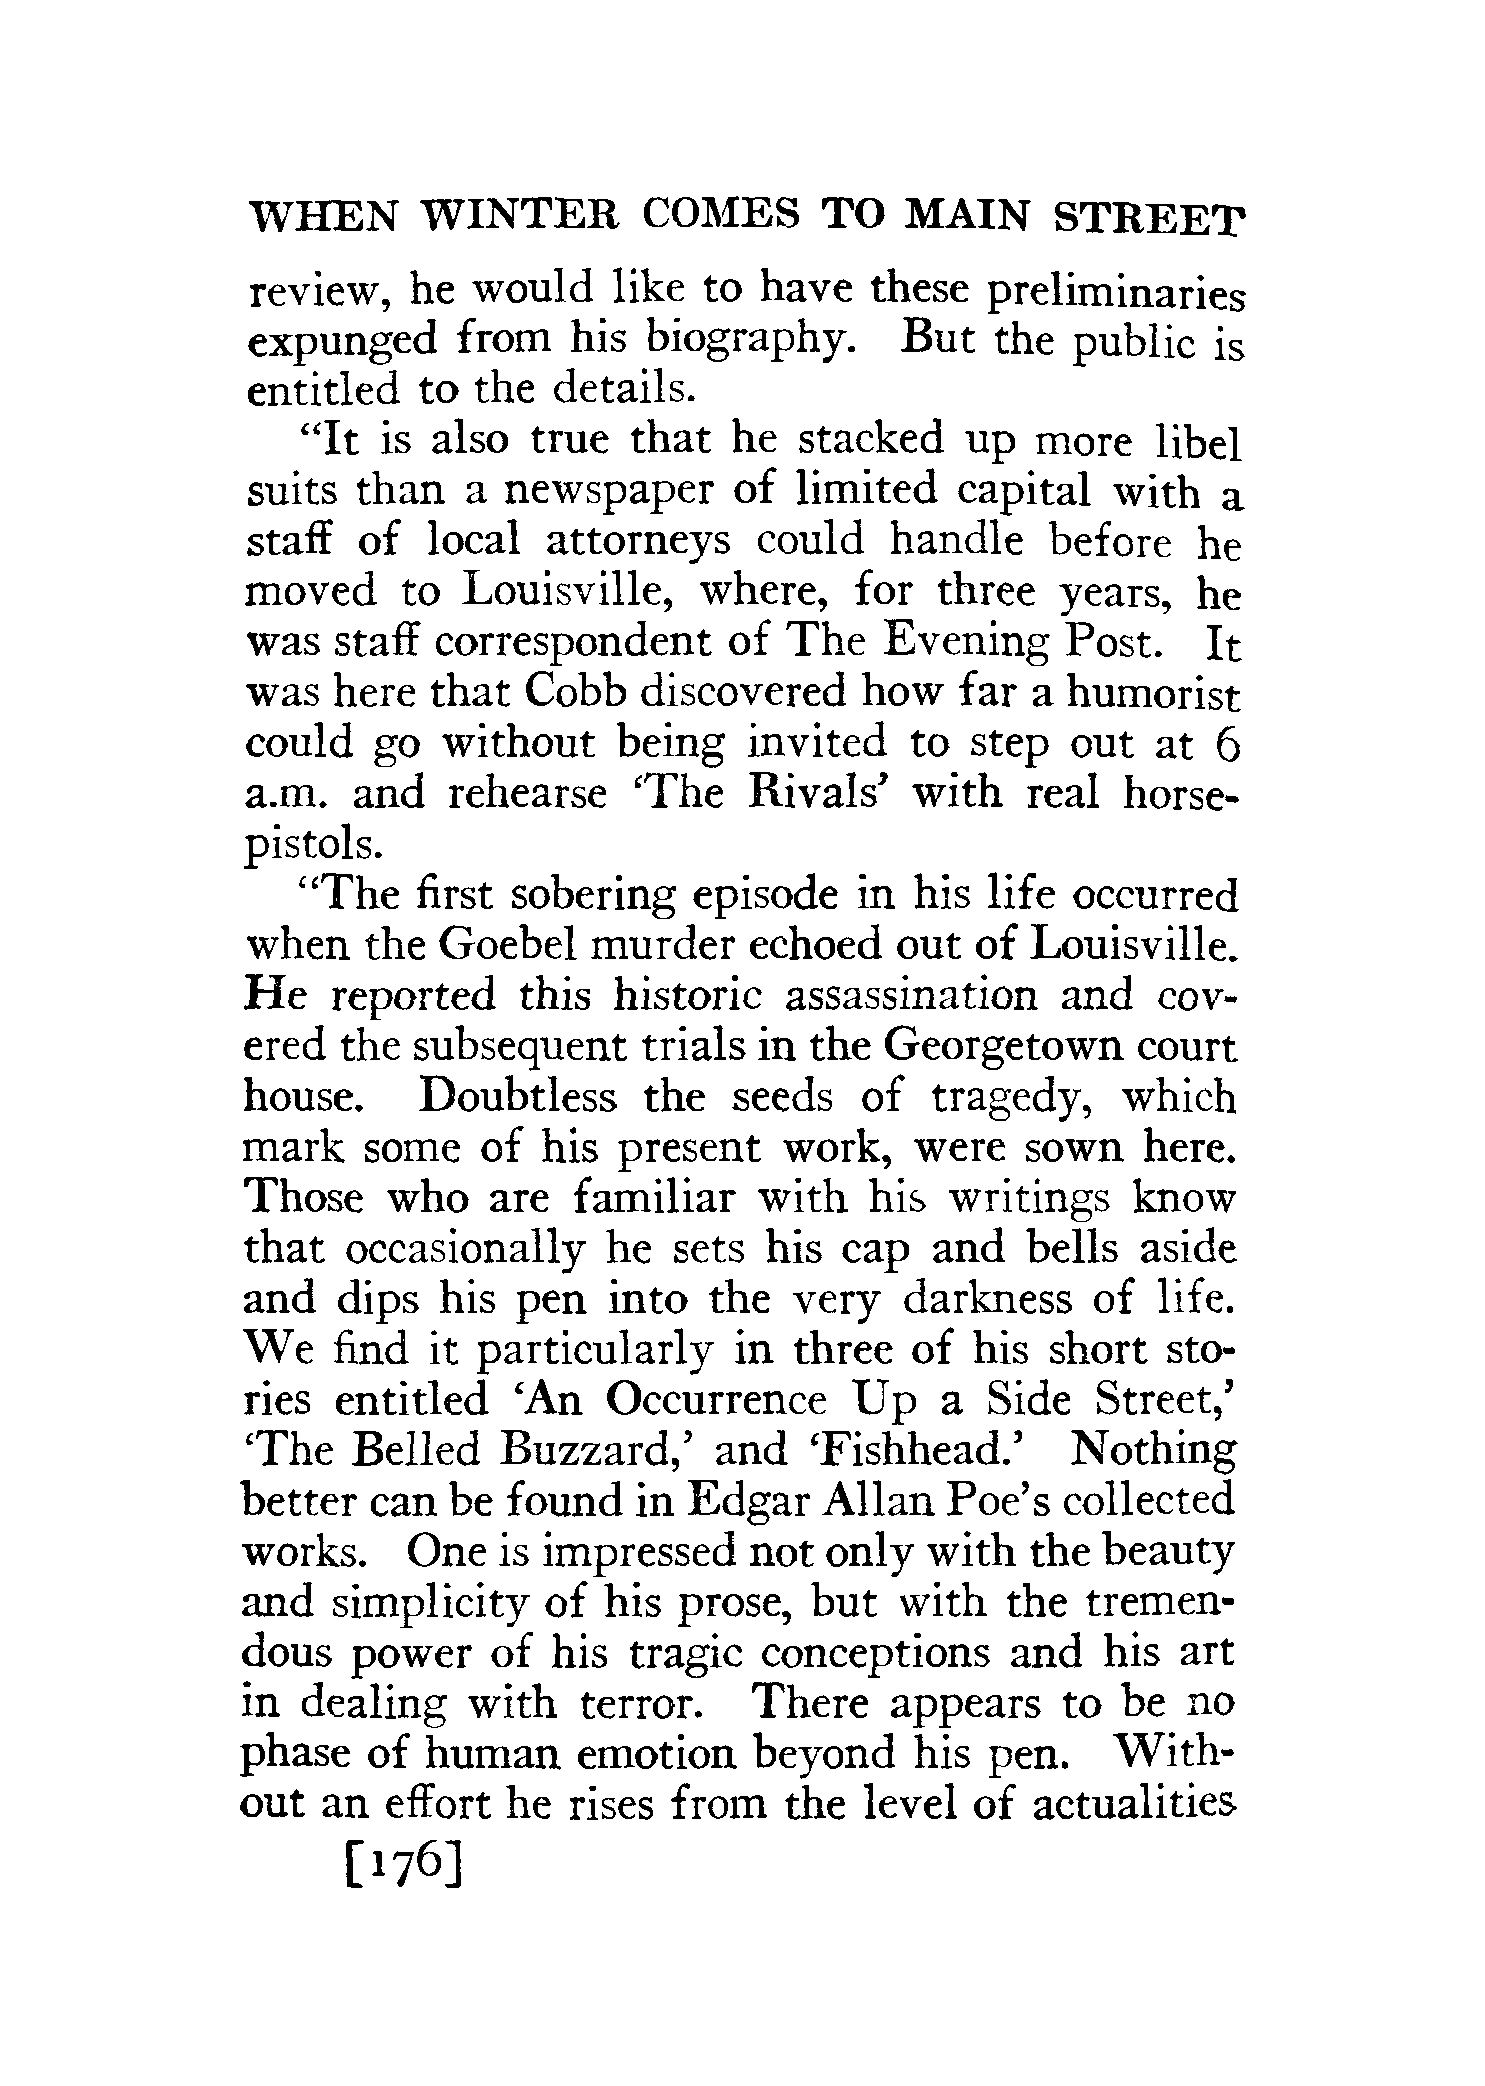 WHEN WINTER COMES TO MAIN STREET
review, he would like to have these preliminaries
expunged from his biography. But the public is
entitled to the details.
“It is also true that he stacked up more libel
suits than a newspaper of limited capital with a
staff of local attorneys could handle before he
moved to Louisville, where, for three years, he
was staff correspondent of The Evening Post. It
was here that Cobb discovered how far a humorist
could go without being invited to step out at 6
a.m. and rehearse ‘The Rivals’ with real horse-
pistols.
“The first sobering episode in his life occurred
when the Goebel murder echoed out of Louisville.
He reported this historic assassination and cov-
ered the subsequent trials in the Georgetown court
house. Doubtless the seeds of tragedy, which
mark some of his present work, were sown here.
Those who are familiar with his writings know
that occasionally he sets his cap and bells aside
and dips his pen into the very darkness of life.
We find it particularly in three of his short sto-
ries entitled ‘An Occurrence Up a Side Street,’
‘The Belled Buzzard,’ and ‘Fishhead.’ Nothing
better can be found in Edgar Allan Poe’s collected
works. One is impressed not only with the beauty
and simplicity of his prose, but with the tremen-
dous power of his tragic conceptions and his art
in dealing with terror. There appears to be no
phase of human emotion beyond his pen. With-
out an effort he rises from the level of actualities
[176]